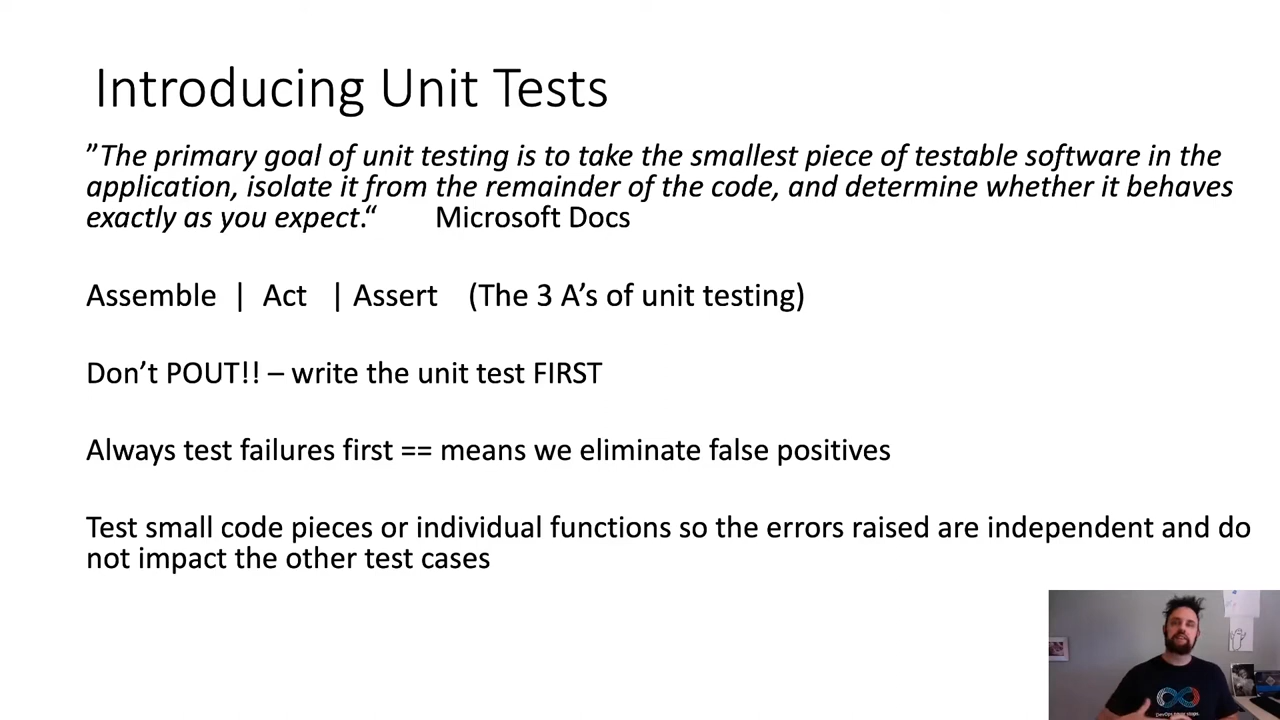 Introducing Unit Tests
”The primary goal of unit testing is to take the smallest piece of testable software in the
application, isolate it from the remainder of the code, and determine whether it behaves
exactly as you expect.“ Microsoft Docs
Assemble | Act | Assert (The 3 A’s of unit testing)
Don’t POUT!! – write the unit test FIRST
Always test failures first == means we eliminate false positives
Test small code pieces or individual functions so the errors raised are independent and do
not impact the other test cases
DevOps never stops.